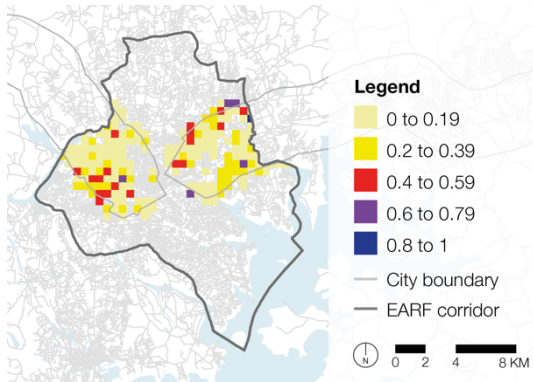 Legend
0 to 0.19
0.2 to 0.39
0.4 to 0.59
0.6 to 0.79
0.8 to 1
City boundary
EARF corridor
N
0 2 4 8 KM